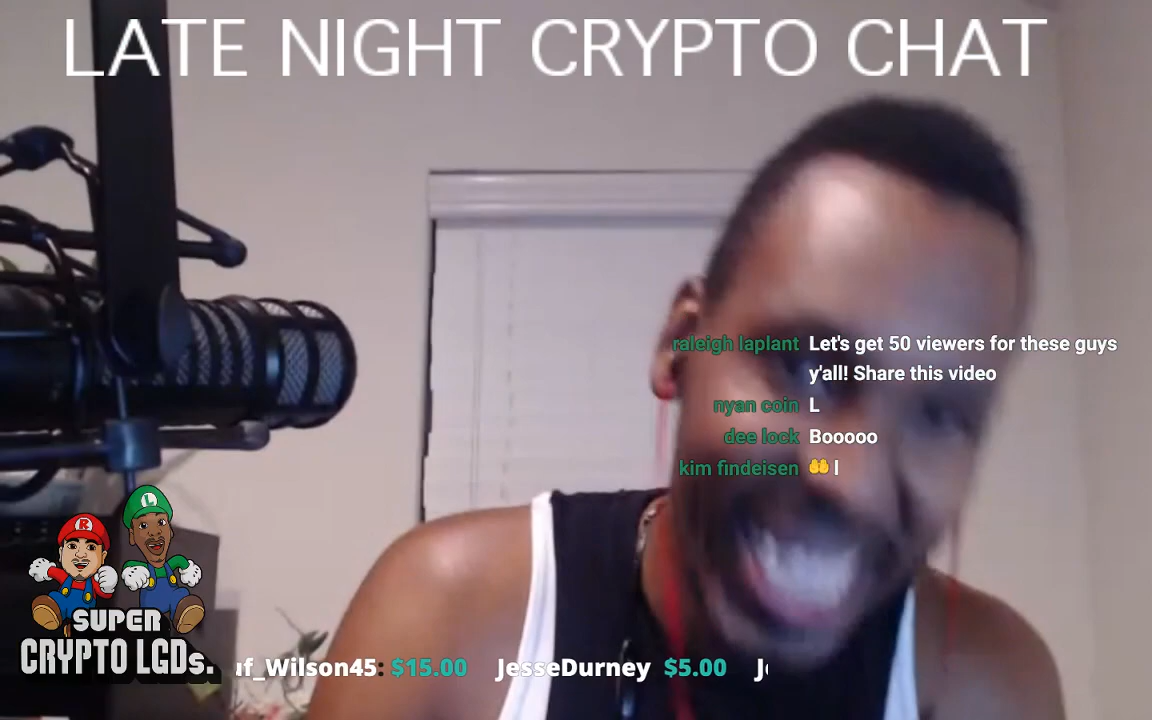 LATE NIGHT CRYPTO CHAT
raleigh laplant Let's get 50 viewers for these guys
y'all! Share this video
nyan coin L
dee lock Booooo
kim findeisen 🤲 l
L
R
SUPER
CRYPTO LGDs.
uf_Wilson45: $15.00 JesseDurney $5.00